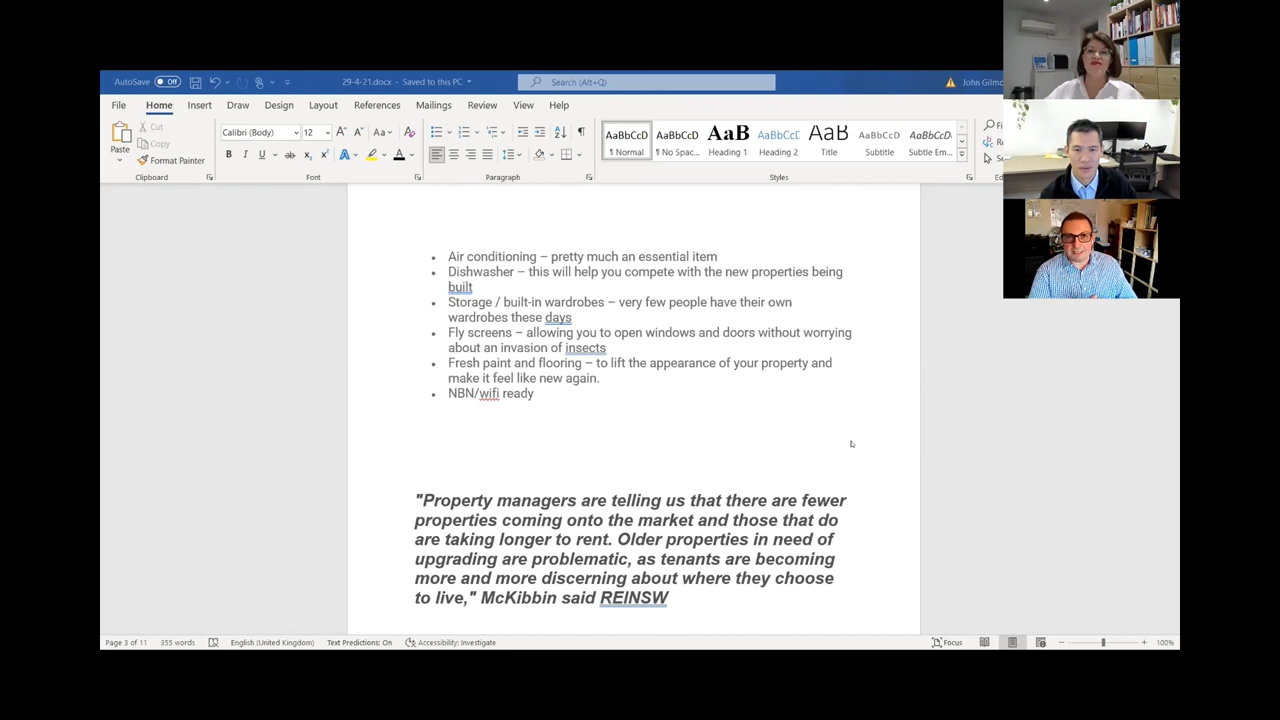 AutoSave Off 29-4-21.docx - Saved to this PC Search (Alt+Q) John Gilmo
File Home Insert Draw Design Layout References Mailings Review View Help
Paste Cut Copy Format Painter
Calibri (Body) 12
AaBbCcD AaBbCcD AaB AaBbCcD AaB AaBbCcD AaBbCcD
¶ Normal ¶ No Spac... Heading 1 Heading 2 Title Subtitle Subtle Em...
Clipboard Font Paragraph Styles
• Air conditioning – pretty much an essential item
• Dishwasher – this will help you compete with the new properties being
built
• Storage / built-in wardrobes – very few people have their own
wardrobes these days
• Fly screens – allowing you to open windows and doors without worrying
about an invasion of insects
• Fresh paint and flooring – to lift the appearance of your property and
make it feel like new again.
• NBN/wifi ready
"Property managers are telling us that there are fewer
properties coming onto the market and those that do
are taking longer to rent. Older properties in need of
upgrading are problematic, as tenants are becoming
more and more discerning about where they choose
to live," McKibbin said REINSW
Page 3 of 11 355 words English (United Kingdom) Text Predictions: On Accessibility: Investigate Focus 100%